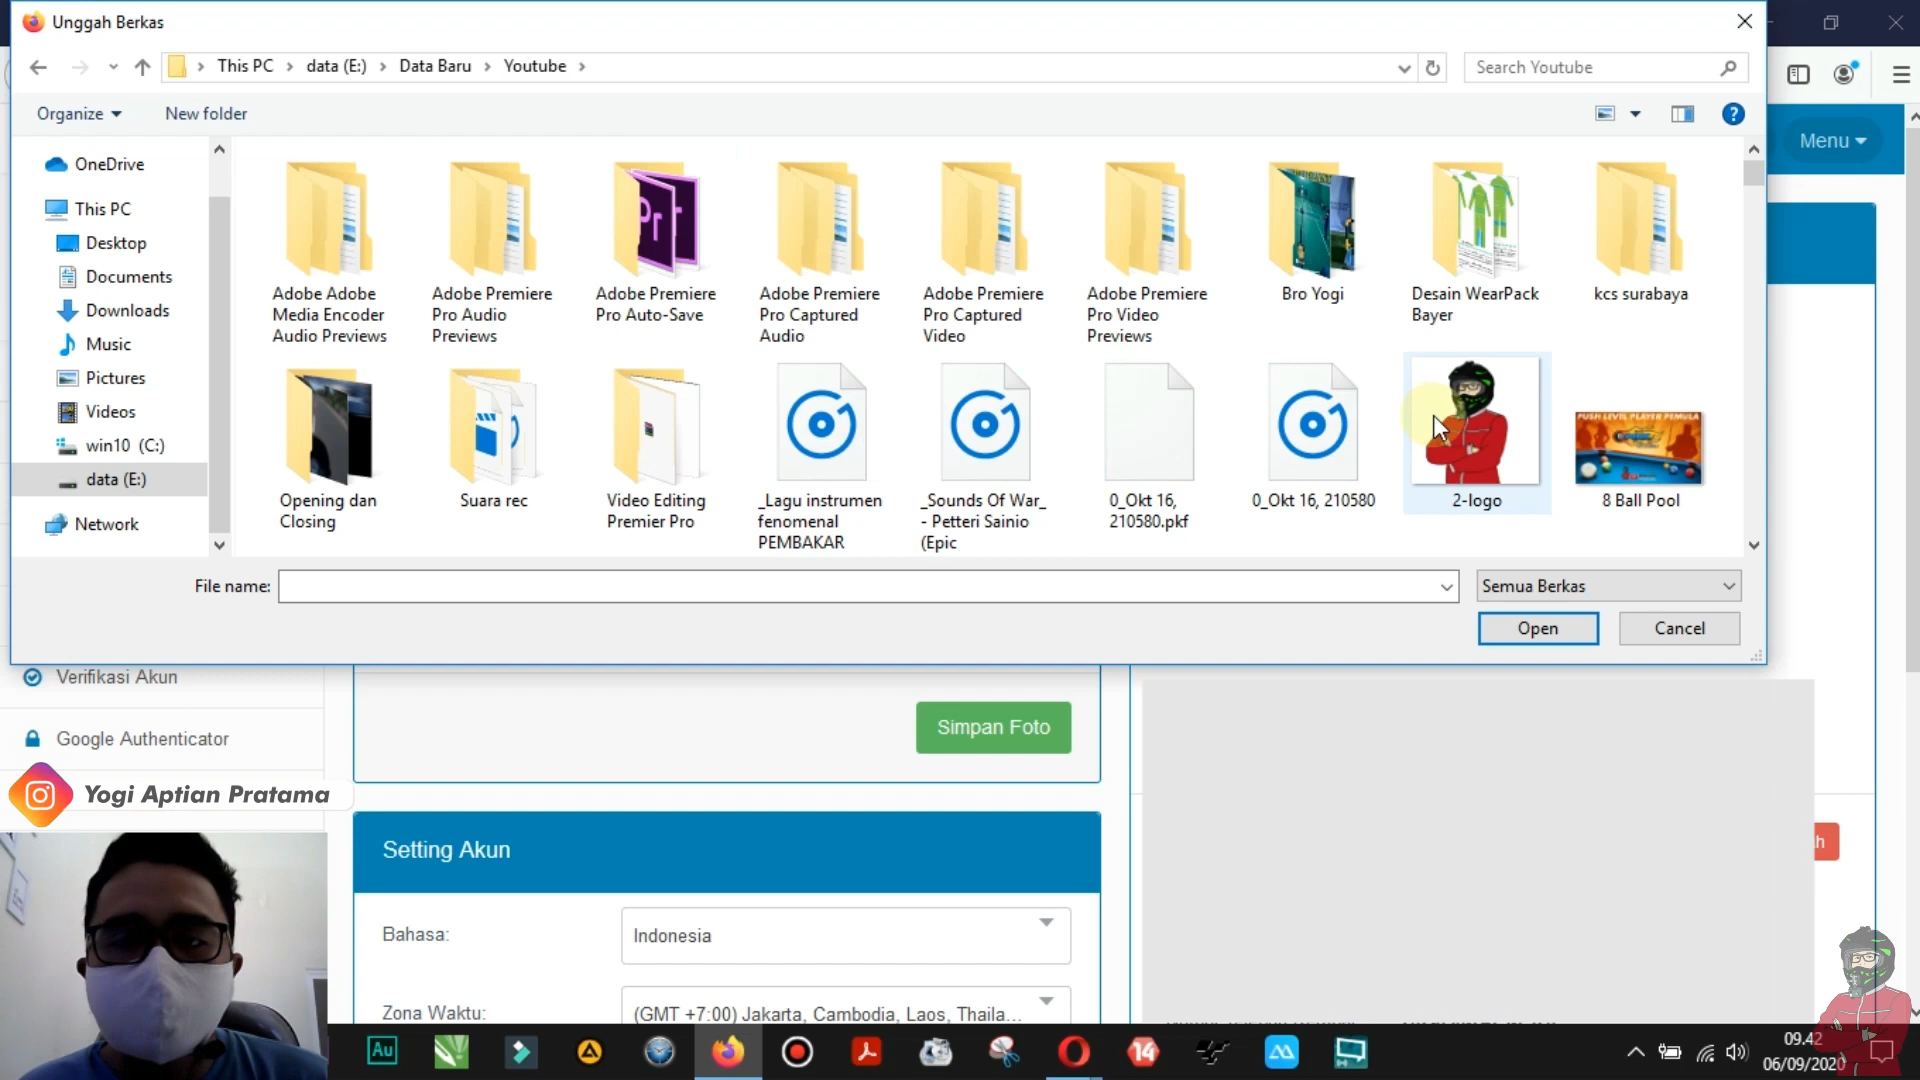 Unggah Berkas
This PC
data (E:)
Data Baru
Youtube
Search Youtube
Organize
New folder
Menu
OneDrive
This PC
Desktop
Documents
Downloads
Music
Pictures
Videos
win10 (C:)
data (E:)
Network
Adobe Adobe
Media Encoder
Audio Previews
Adobe Premiere
Pro Audio
Previews
Adobe Premiere
Pro Auto-Save
Adobe Premiere
Pro Captured
Audio
Adobe Premiere
Pro Captured
Video
Adobe Premiere
Pro Video
Previews
Bro Yogi
Desain WearPack
Bayer
kcs surabaya
Opening dan
Closing
Suara rec
Video Editing
Premier Pro
_Lagu instrumen
fenomenal
PEMBAKAR
_Sounds Of War_
- Petteri Sainio
(Epic
0_Okt 16,
210580.pkf
0_Okt 16, 210580
2-logo
PUSH LEVEL PLAYER PEMULA
8 Ball Pool
File name:
Semua Berkas
Open
Cancel
Verifikasi Akun
Google Authenticator
Simpan Foto
Yogi Aptian Pratama
Setting Akun
Bahasa:
Indonesia
Zona Waktu:
(GMT +7:00) Jakarta, Cambodia, Laos, Thaila...
h
Au
14
09.42
06/09/2020